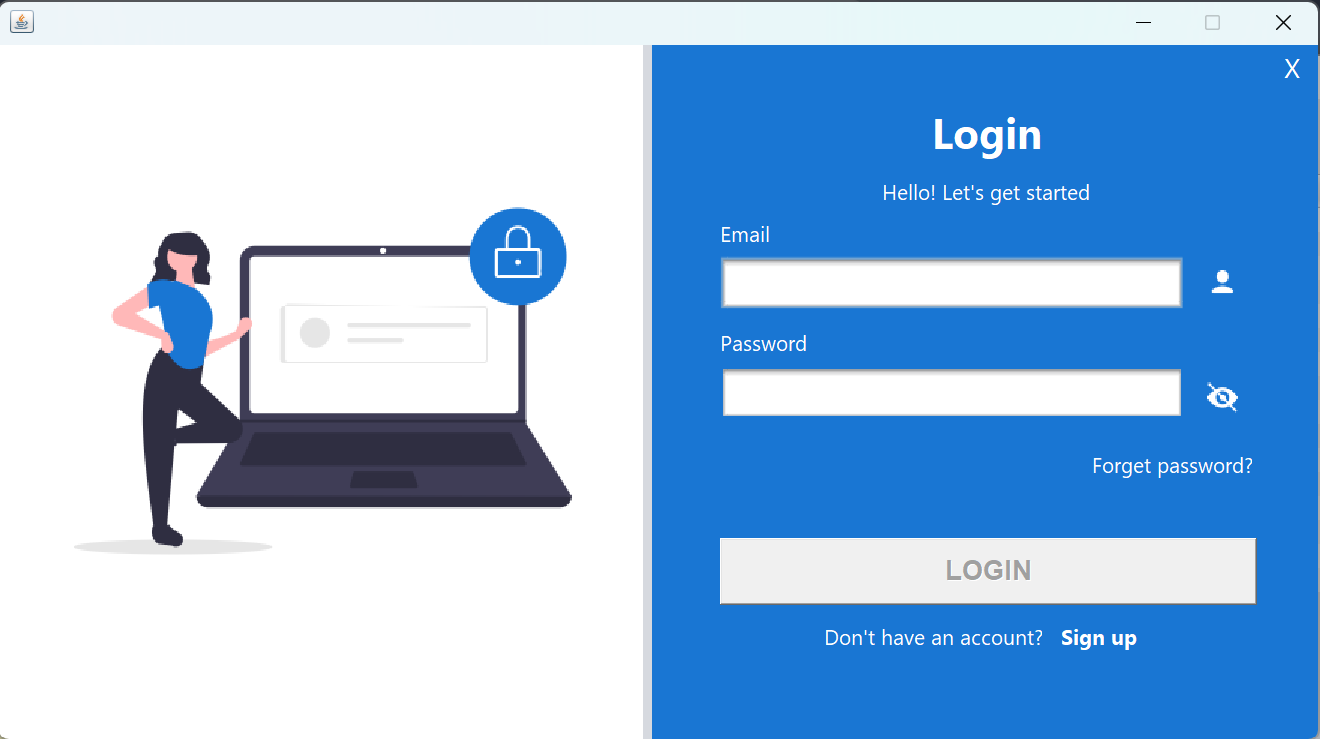 X
Login
Hello! Let's get started
Email
Password
Forget password?
LOGIN
Don't have an account? Sign up